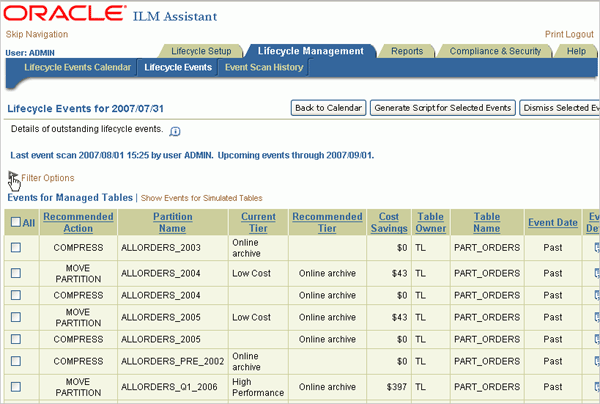 ORACLE ILM Assistant
Skip Navigation Print Logout
User: ADMIN
Lifecycle Setup Lifecycle Management Reports Compliance & Security Help
Lifecycle Events Calendar Lifecycle Events Event Scan History
Lifecycle Events for 2007/07/31 Back to Calendar Generate Script for Selected Events Dismiss Selected Ev
Details of outstanding lifecycle events.
Last event scan 2007/08/01 15:25 by user ADMIN. Upcoming events through 2007/09/01.
Filter Options
Events for Managed Tables | Show Events for Simulated Tables
All Recommended Action Partition Name Current Tier Recommended Tier Cost Savings Table Owner Table Name Event Date
COMPRESS ALLORDERS_2003 Online archive $0 TL PART_ORDERS Past
MOVE PARTITION ALLORDERS_2004 Low Cost Online archive $43 TL PART_ORDERS Past
COMPRESS ALLORDERS_2004 Online archive $0 TL PART_ORDERS Past
MOVE PARTITION ALLORDERS_2005 Low Cost Online archive $43 TL PART_ORDERS Past
COMPRESS ALLORDERS_2005 Online archive $0 TL PART_ORDERS Past
COMPRESS ALLORDERS_PRE_2002 Online archive $0 TL PART_ORDERS Past
MOVE PARTITION ALLORDERS_Q1_2006 High Performance Online archive $397 TL PART_ORDERS Past